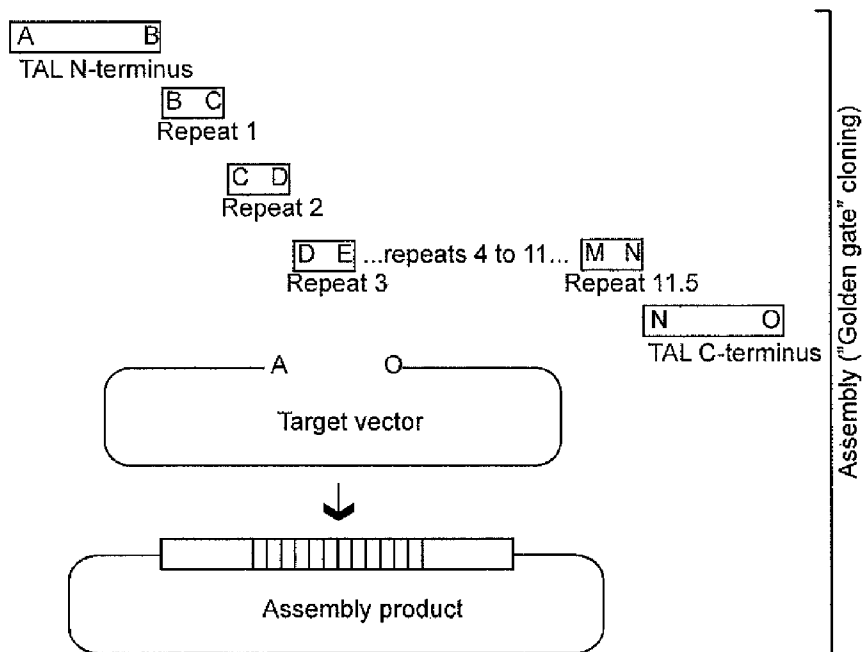 A B
TAL N-terminus
B C
Repeat 1
C D
Repeat 2
D E ...repeats 4 to 11... M N
Repeat 3 Repeat 11.5
N O
TAL C-terminus
A O
Target vector
Assembly product
Assembly ("Golden gate" cloning)